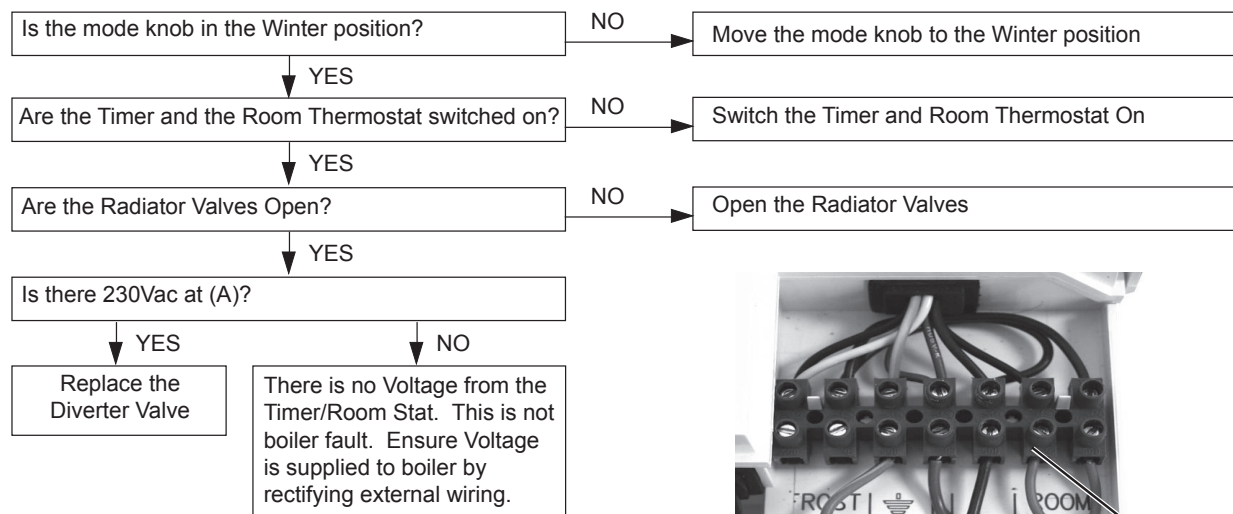 Is the mode knob in the Winter position?
NO
Move the mode knob to the Winter position
YES
Are the Timer and the Room Thermostat switched on?
NO
Switch the Timer and Room Thermostat On
YES
Are the Radiator Valves Open?
NO
Open the Radiator Valves
YES
Is there 230Vac at (A)?
YES
NO
Replace the
Diverter Valve
There is no Voltage from the
Timer/Room Stat. This is not
boiler fault. Ensure Voltage
is supplied to boiler by
rectifying external wiring.
FROST ROOM